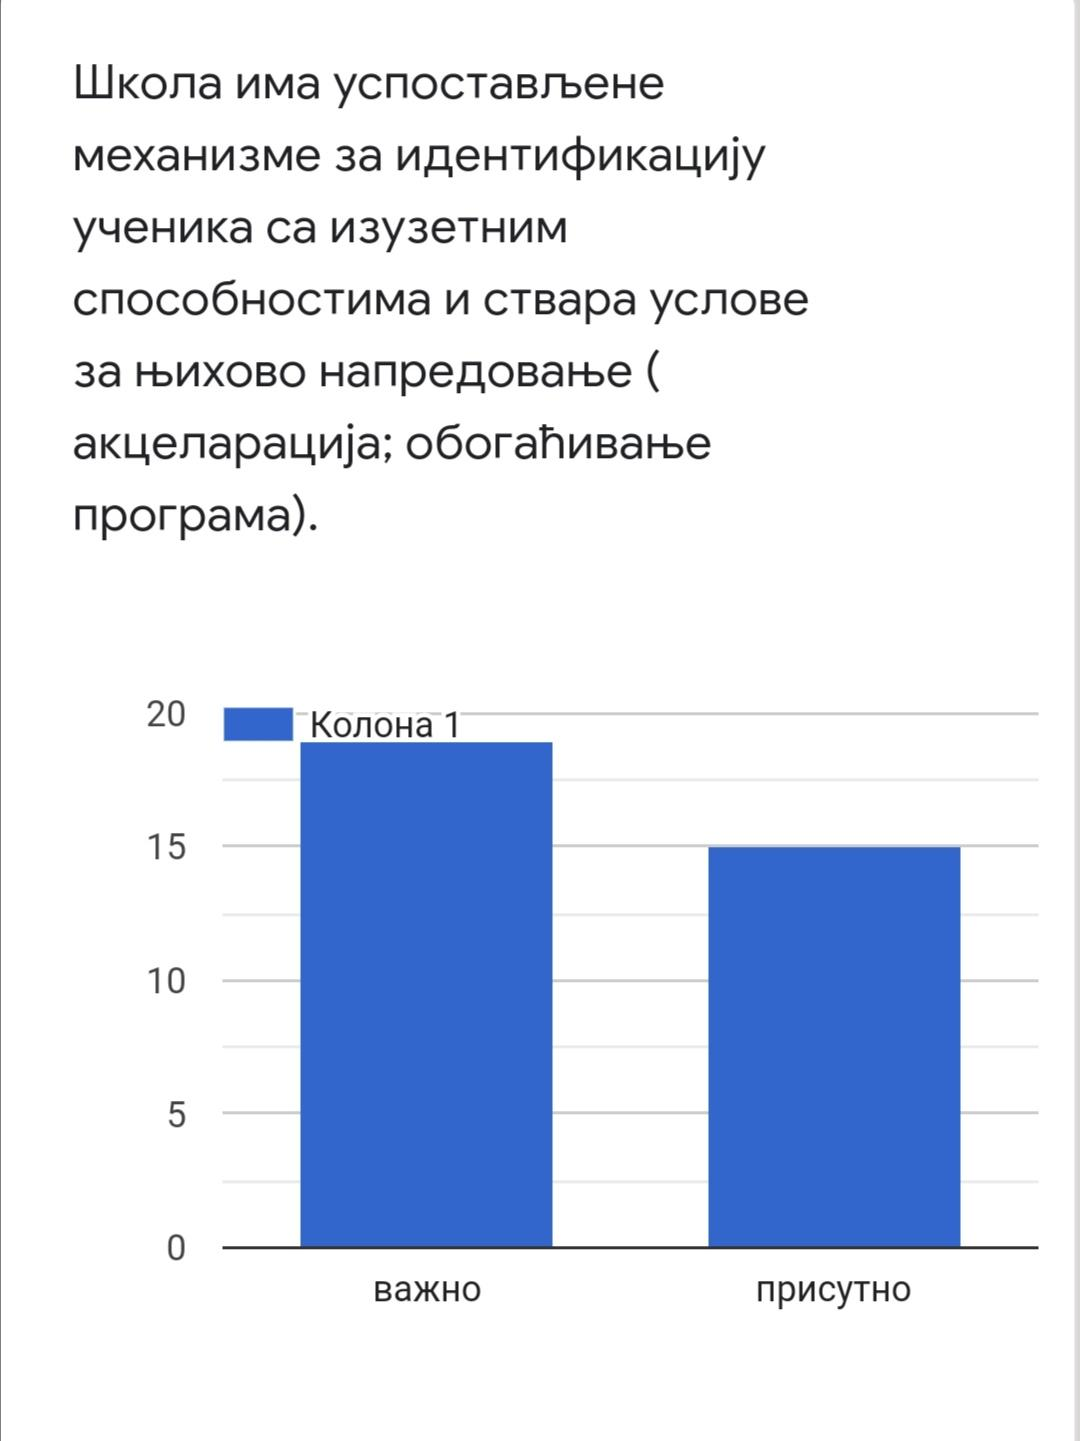 Школа има успостављене
механизме за идентификацију
ученика са изузетним
способностима и ствара услове
за њихово напредовање (
акцеларација; обогаћивање
програма).
20
Колона 1
15
10
5
0
важно
присутно